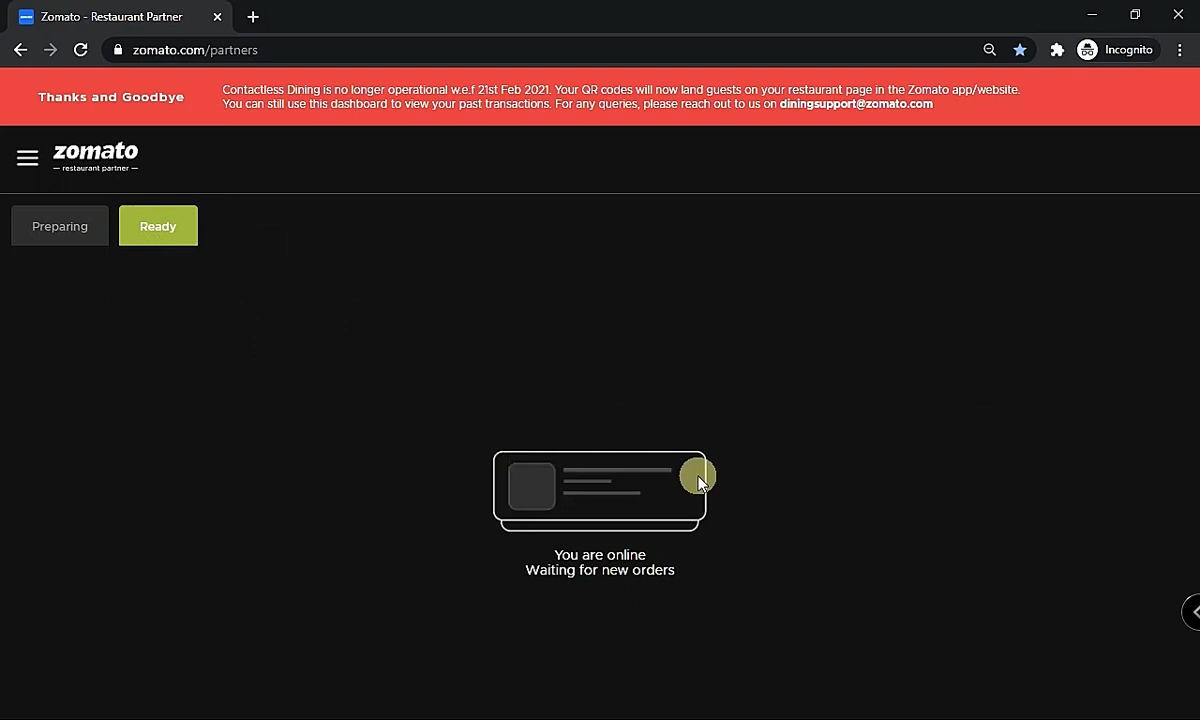 Zomato - Restaurant Partner
zomato.com/partners
Incognito
Thanks and Goodbye
Contactless Dining is no longer operational w.e.f 21st Feb 2021. Your QR codes will now land guests on your restaurant page in the Zomato app/website.
You can still use this dashboard to view your past transactions. For any queries, please reach out to us on diningsupport@zomato.com
zomato
restaurant partner
Preparing
Ready
You are online
Waiting for new orders